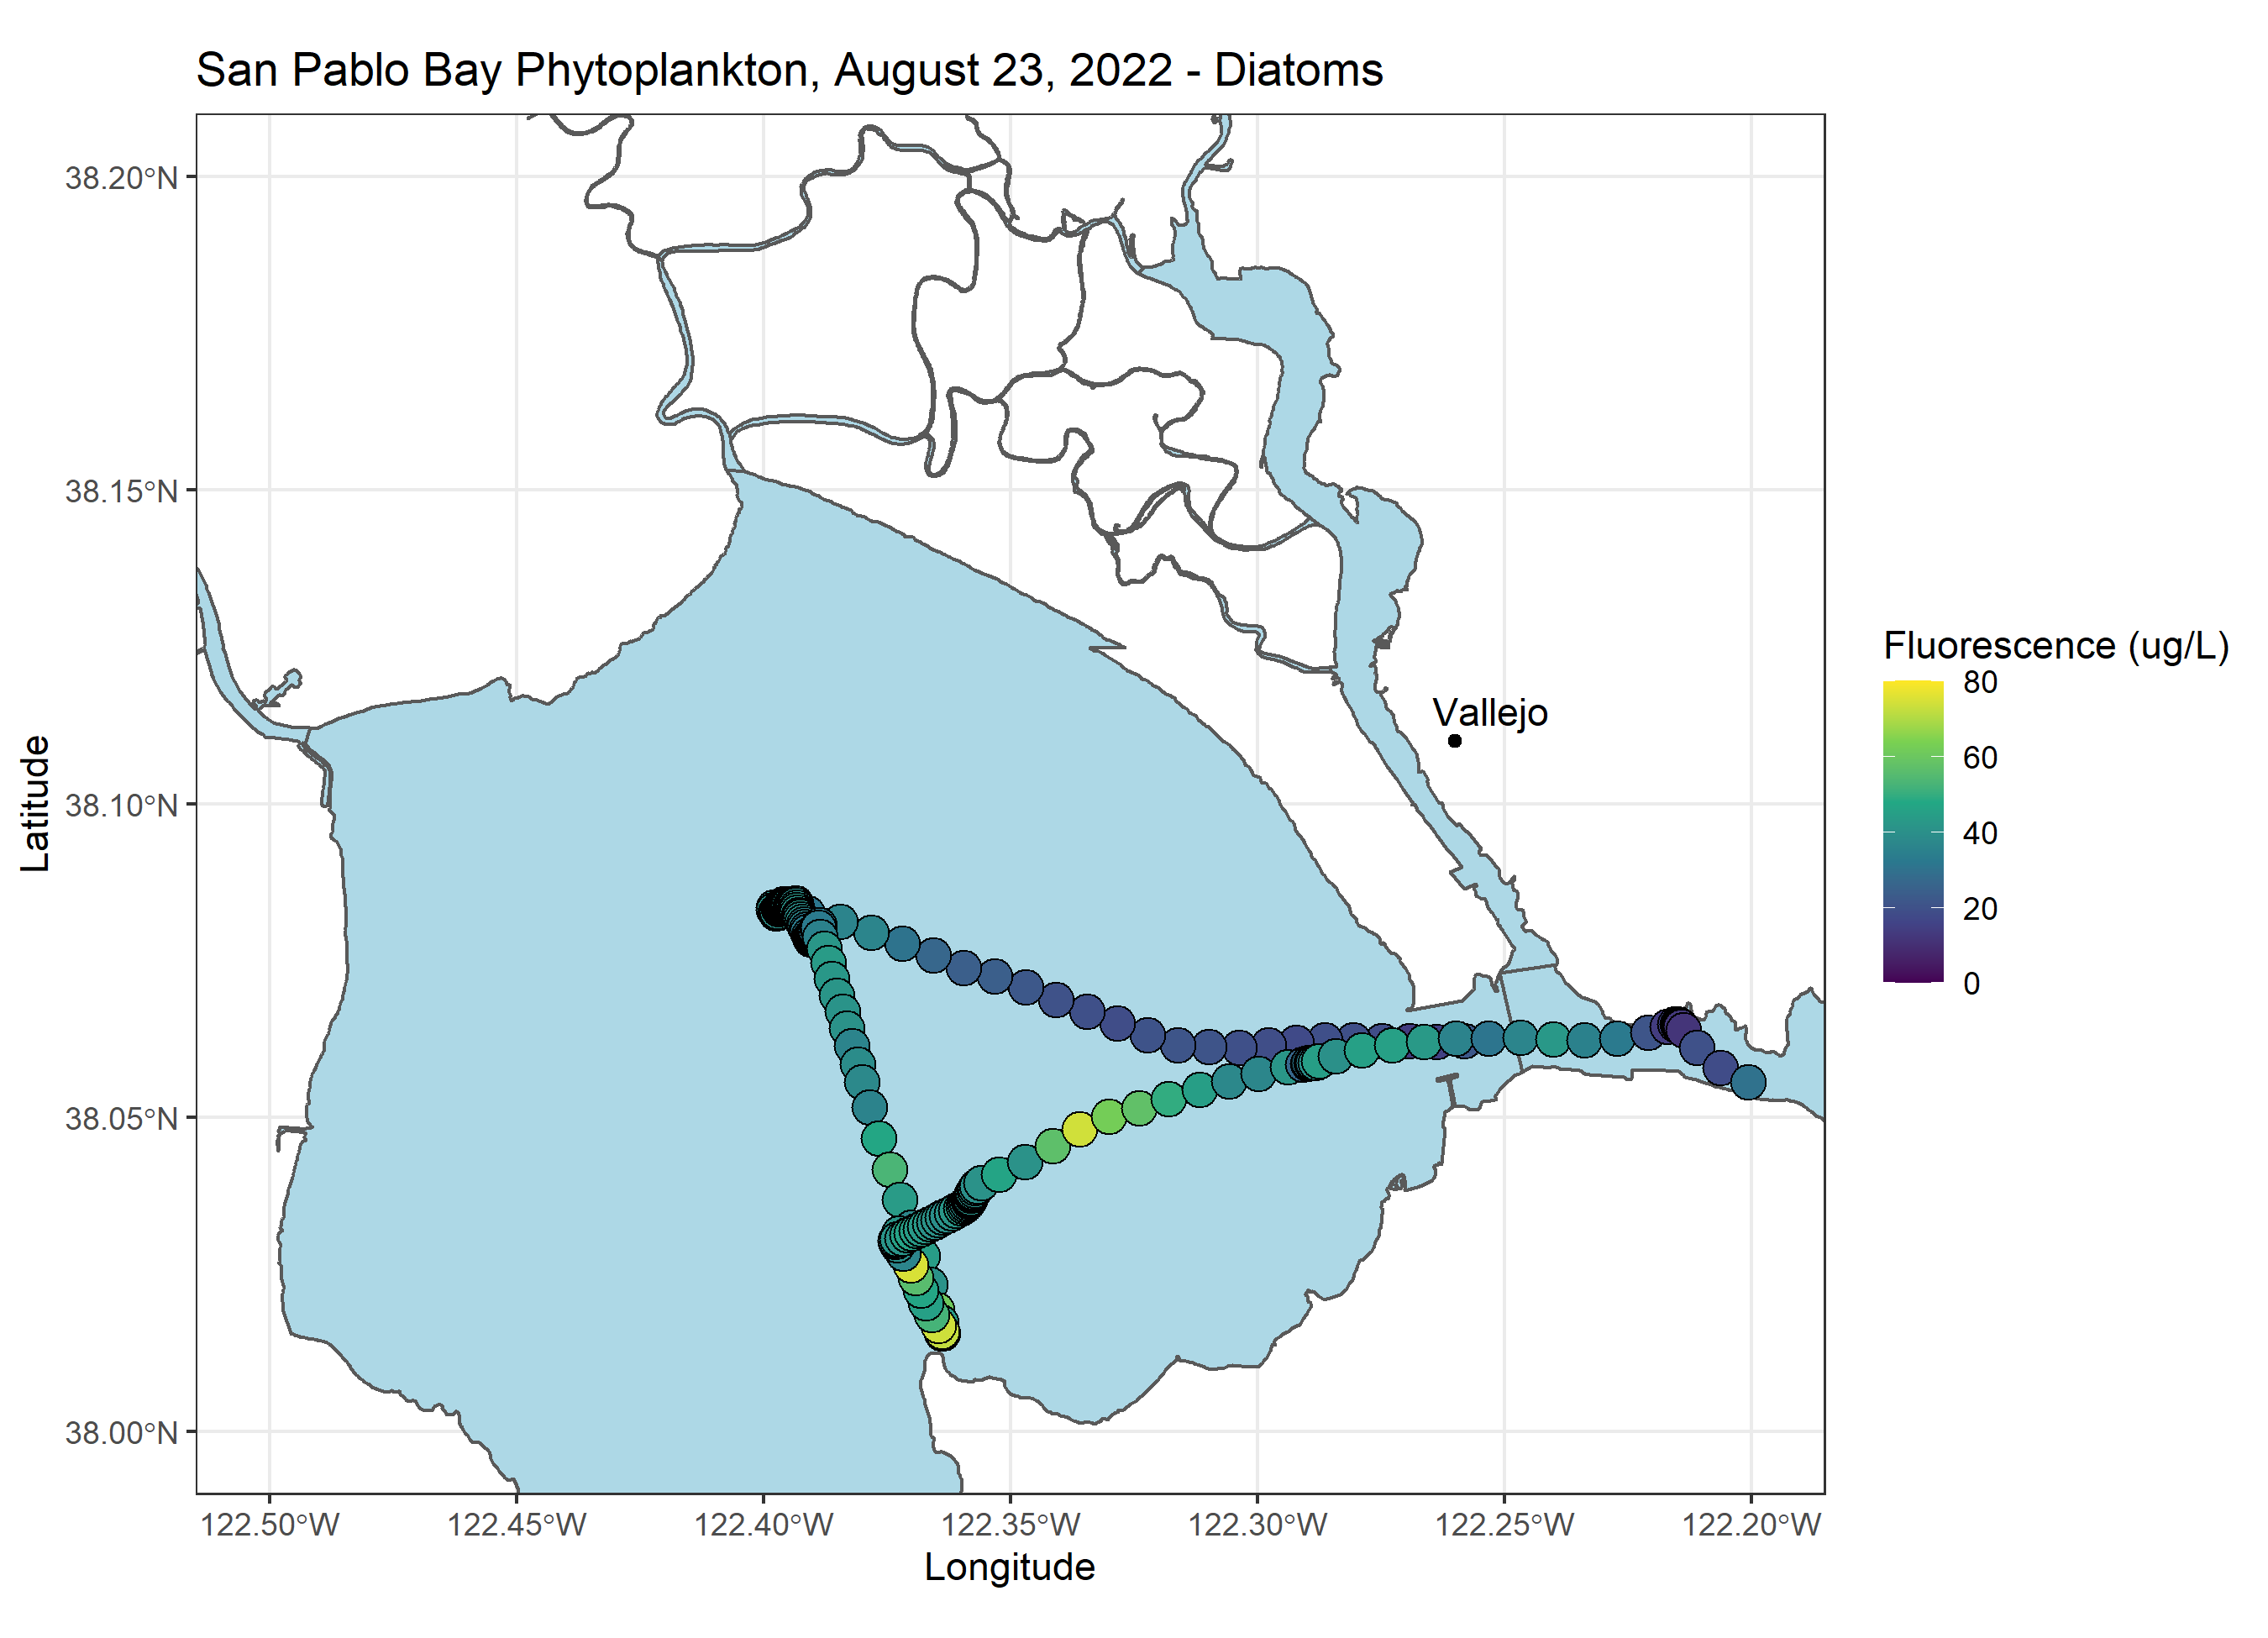 San Pablo Bay Phytoplankton, August 23, 2022 - Diatoms
38.20°N
38.15°N
38.10°N
38.05°N
38.00°N
Latitude
Vallejo
122.50°W
122.45°W
122.40°W
122.35°W
122.30°W
122.25°W
122.20°W
Longitude
Fluorescence (ug/L)
80
60
40
20
0